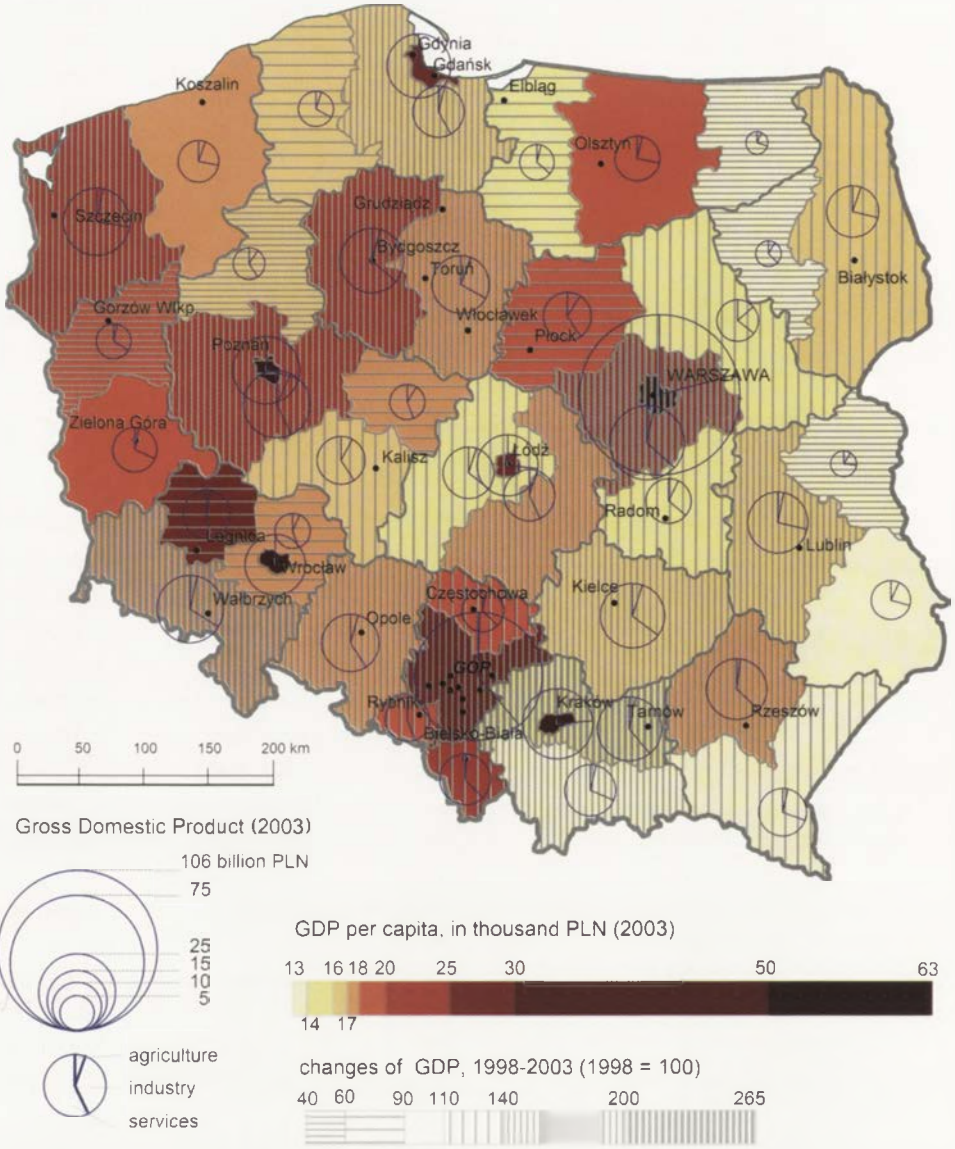 Gdynia
Gdańsk
Koszalin
Elbląg
Olsztyn
Szczecin
Grudziądz
Bydgoszcz
Toruń
Białystok
Gorzów Wlkp
Włocławek
Poznań
Płock
WARSZAWA
Zielona Góra
Kalisz
Łódź
Radom
Legnica
Lublin
Wrocław
Wałbrzych
Częstochwa
Kielce
Opole
GOP
Rybnik
Kraków
Tarnów
Rzeszów
Bielsko-Biała
0 50 100 150 200 km
Gross Domestic Product (2003)
106 billion PLN
75
25
15
10
5
agriculture
industry
services
GDP per capita, in thousand PLN (2003)
13 16 18 20 25 30 50 63
14 17
changes of GDP, 1998-2003 (1998 = 100)
40 60 90 110 140 200 265